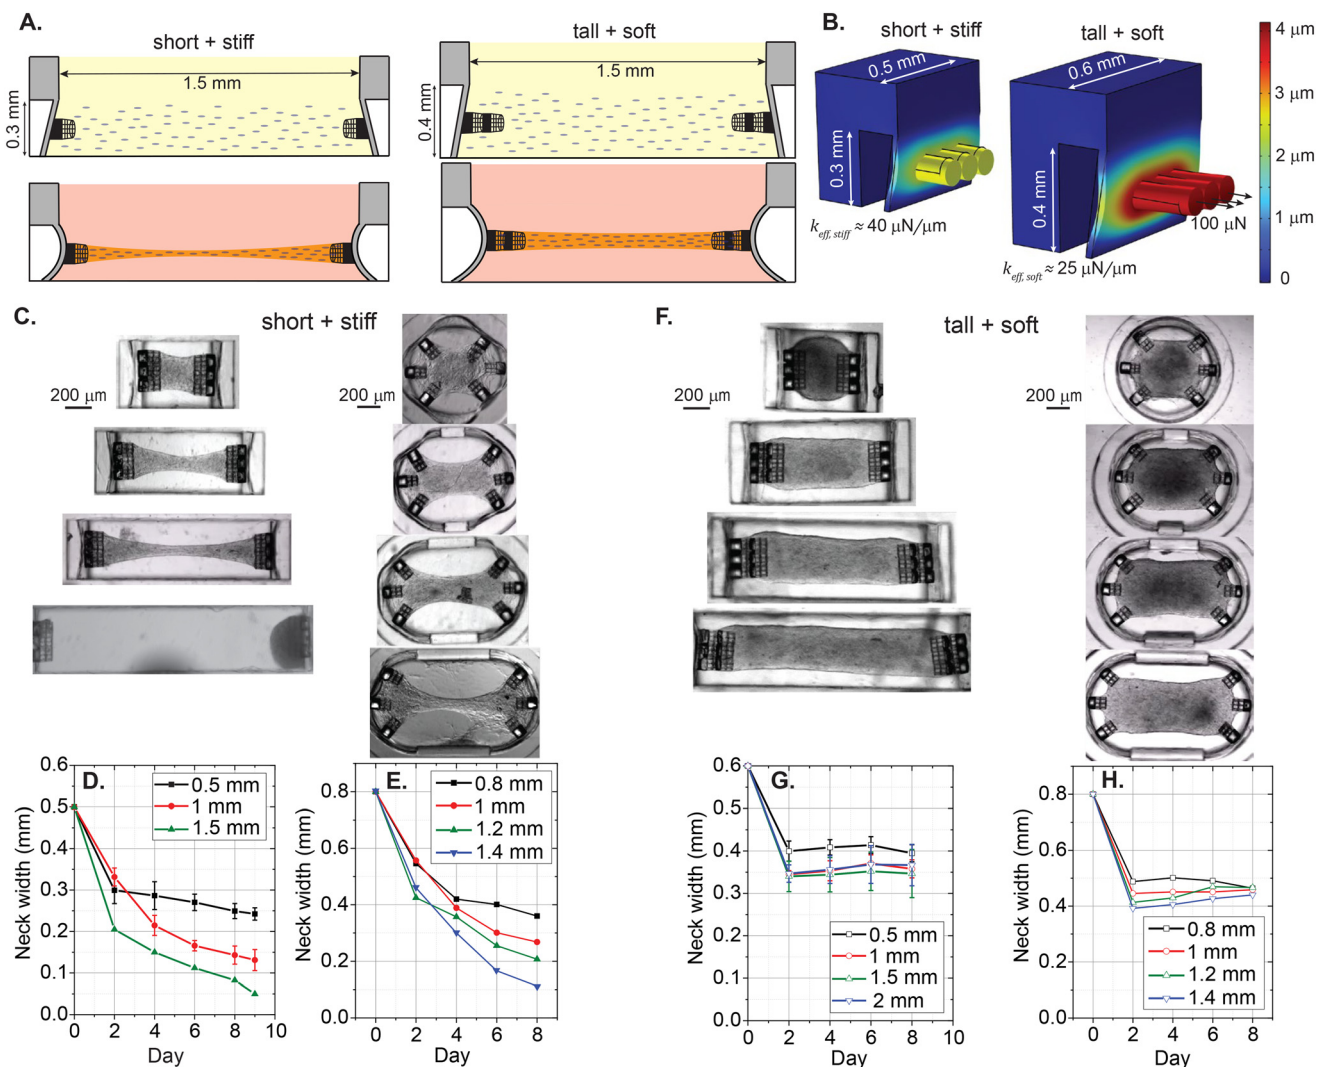 A.
short + stiff
1.5 mm
0.3 mm
tall + soft
1.5 mm
0.4 mm
B.
short + stiff
tall + soft
0.5 mm
0.6 mm
0.3 mm
0.4 mm
100 μN
k eff, stiff ≈ 40 μN/μm
k eff, soft ≈ 25 μN/μm
4 μm
3 μm
2 μm
1 μm
0
C.
short + stiff
200 μm
200 μm
F.
tall + soft
200 μm
200 μm
D.
0.5 mm
1 mm
1.5 mm
Neck width (mm)
0.6
0.5
0.4
0.3
0.2
0.1
0.0
0 2 4 6 8 10
Day
E.
0.8 mm
1 mm
1.2 mm
1.4 mm
Neck width (mm)
0.8
0.6
0.4
0.2
0.0
0 2 4 6 8
Day
G.
0.5 mm
1 mm
1.5 mm
2 mm
Neck width (mm)
0.6
0.5
0.4
0.3
0.2
0.1
0.0
0 2 4 6 8 10
Day
H.
0.8 mm
1 mm
1.2 mm
1.4 mm
Neck width (mm)
0.8
0.6
0.4
0.2
0.0
0 2 4 6 8
Day